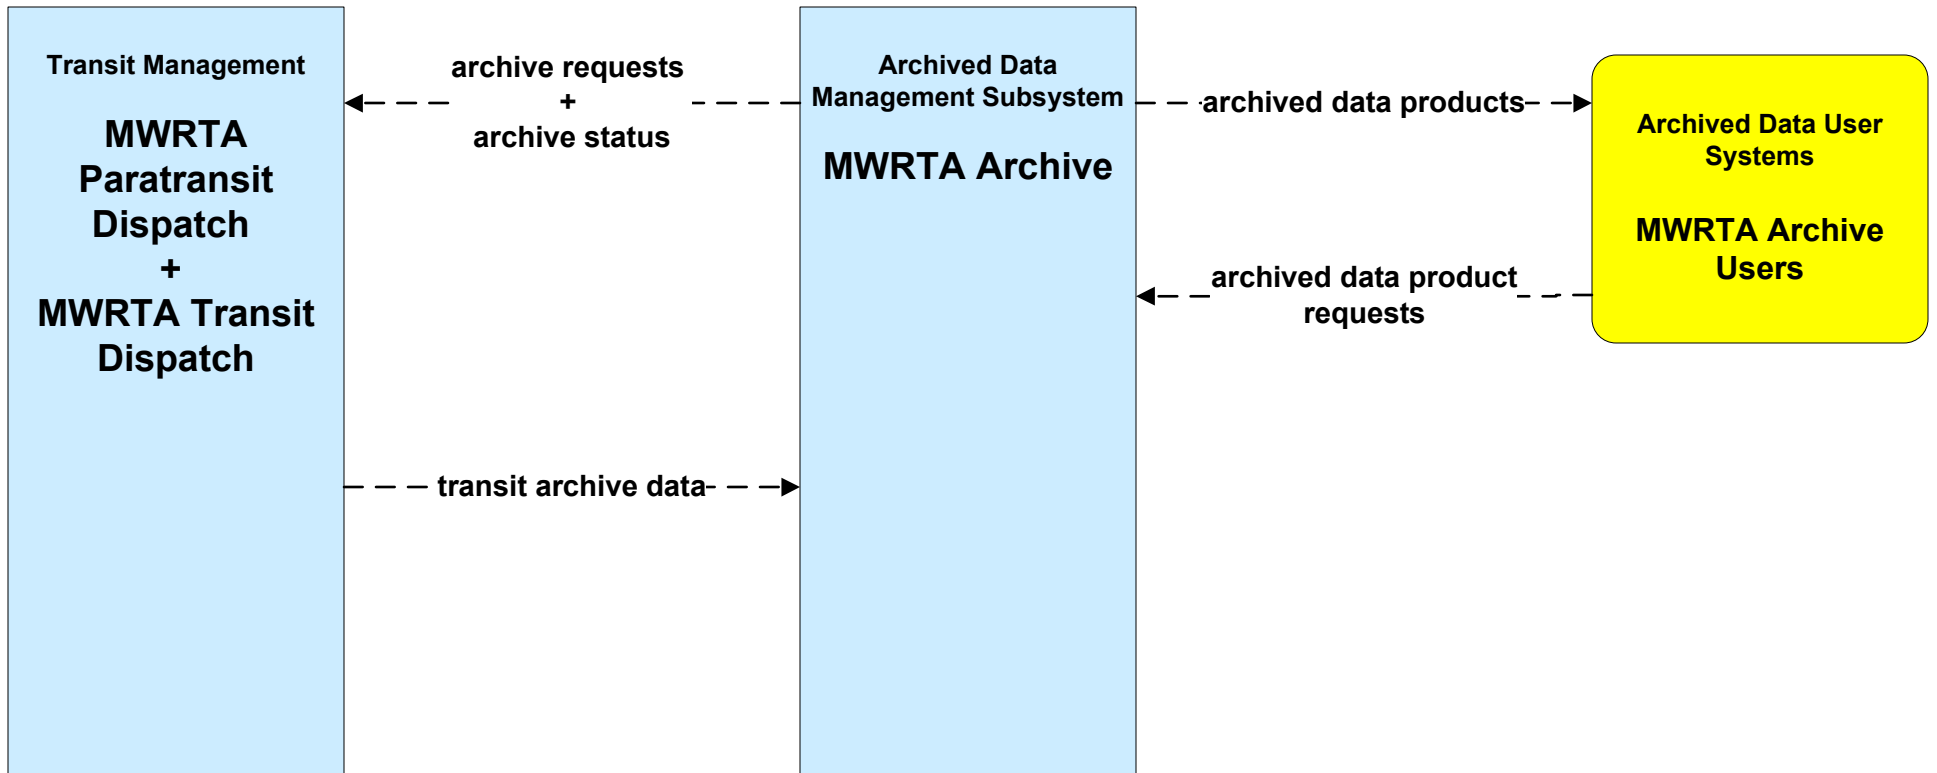 Transit Management
MWRTA
Paratransit
Dispatch
+
MWRTA Transit
Dispatch
archive requests
+
archive status
transit archive data
Archived Data
Management Subsystem
MWRTA Archive
archived data products
archived data product
requests
Archived Data User
Systems
MWRTA Archive
Users